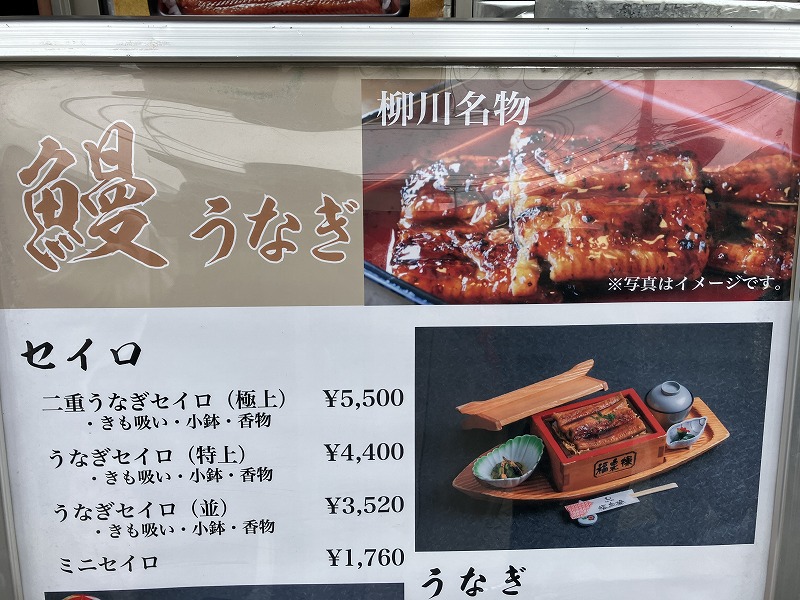 柳川名物
鰻 うなぎ
※写真はイメージです。
セイロ
二重うなぎセイロ（極上） ¥5,500
・きも吸い・小鉢・香物
うなぎセイロ（特上） ¥4,400
・きも吸い・小鉢・香物
うなぎセイロ（並） ¥3,520
・きも吸い・小鉢・香物
ミニセイロ ¥1,760
うなぎ